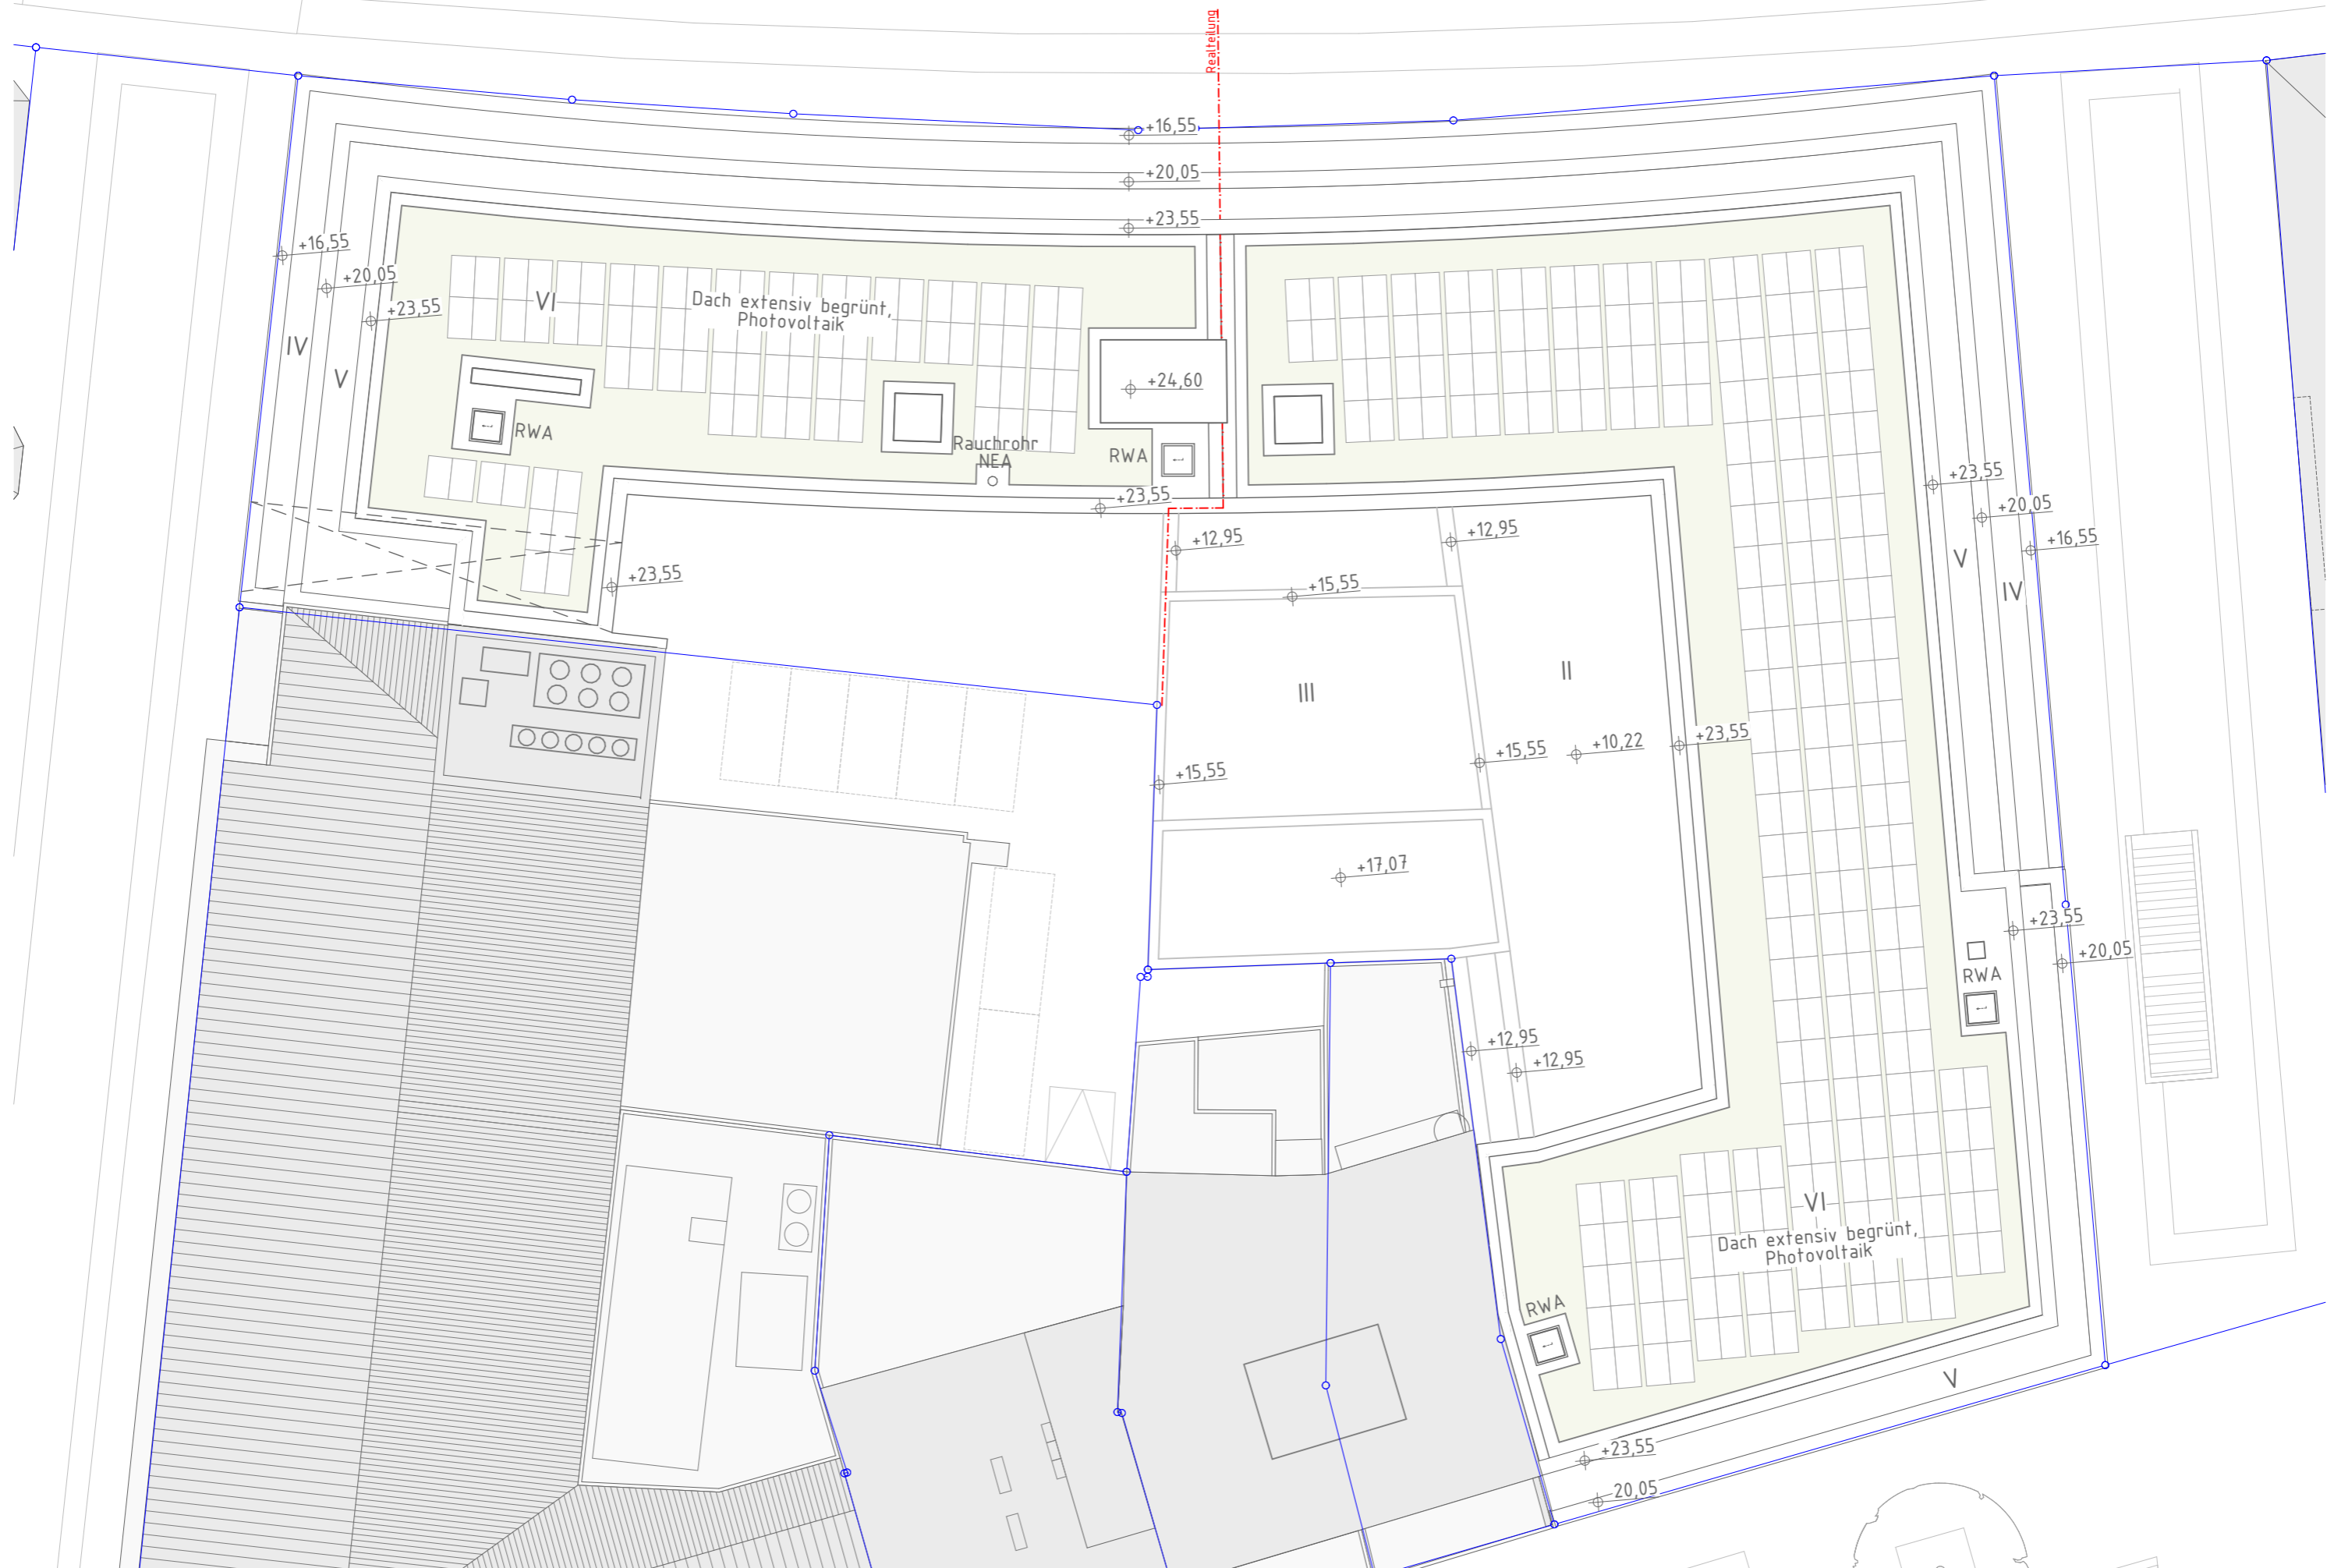 Realteilung
+16,55
+20,05
+23,55
+16,55
+20,05
+23,55
IV
V
VI
Dach extensiv begrünt,
Photovoltaik
+24,60
RWA
Rauchrohr
NEA
RWA
+23,55
+23,55
+12,95
+12,95
+15,55
+23,55
+20,05
+16,55
V
IV
III
II
+15,55
+15,55
+10,22
+23,55
+17,07
+23,55
+20,05
RWA
+12,95
+12,95
VI
Dach extensiv begrünt,
Photovoltaik
RWA
V
+23,55
20,05